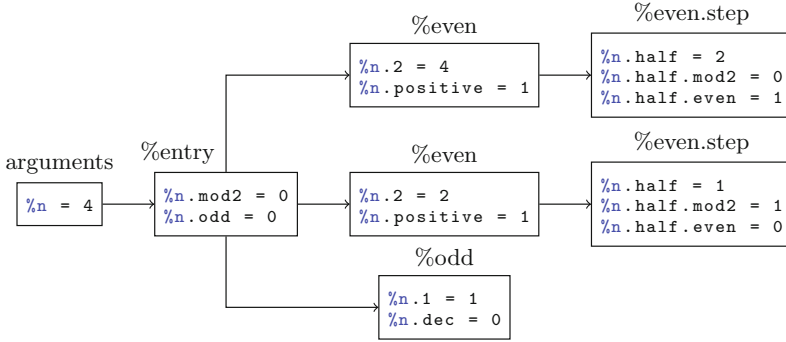 %even
%n.2 = 4
%n.positive = 1
%even.step
%n.half = 2
%n.half.mod2 = 0
%n.half.even = 1
arguments
%n = 4
%entry
%n.mod2 = 0
%n.odd = 0
%even
%n.2 = 2
%n.positive = 1
%even.step
%n.half = 1
%n.half.mod2 = 1
%n.half.even = 0
%odd
%n.1 = 1
%n.dec = 0